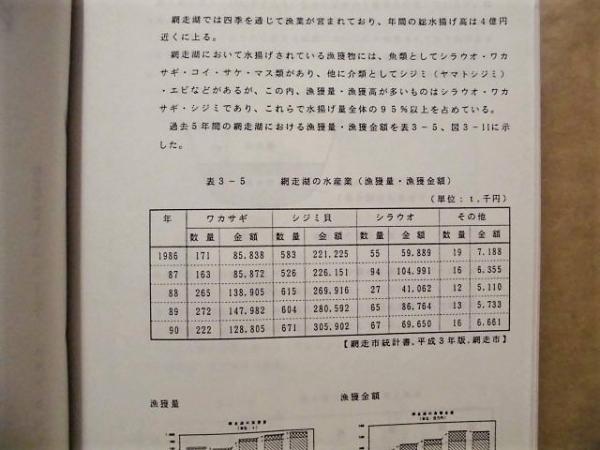 網走湖では四季を通じて漁業が営まれており、年間の総水揚げ高は4億円
近くに上る。
網走湖において水揚げされている漁獲物には、魚類としてシラウオ・ワカ
サギ・コイ・サケ・マス類があり、他に介類としてシジミ(ヤマトシジミ)
・エビなどがあるが、この内、漁獲量・漁獲高が多いものはシラウオ・ワカ
サギ・シジミであり、これらで水揚げ量全体の95%以上を占めている。
過去5年間の網走湖における漁獲量・漁獲金額を表3-5、図3-11に示
した。
表3-5 網走湖の水産業(漁獲量・漁獲金額)
(単位:t,千円)
年 ワカサギ シジミ貝 シラウオ その他
数量 金額 数量 金額 数量 金額 数量 金額
1986 171 85.838 583 221.225 55 59.889 19 7.188
87 163 85.872 526 226.151 94 104.991 16 6.355
88 265 138.905 615 269.916 27 41.062 12 5.110
89 272 147.982 604 280.592 65 86.764 13 5.733
90 222 128.805 671 305.902 67 69.650 16 6.661
【網走市統計書.平成3年版.網走市】
漁獲量 漁獲金額